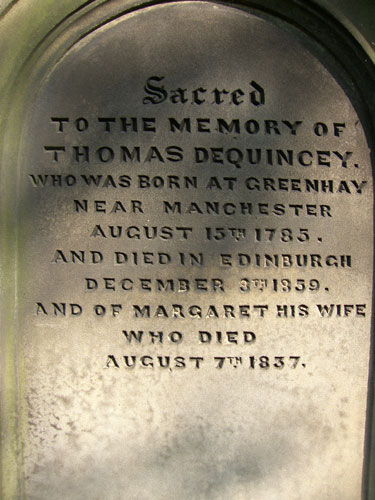 Sacred
TO THE MEMORY OF
THOMAS DEQUINCEY.
WHO WAS BORN AT GREENHAY
NEAR MANCHESTER
AUGUST 15TH 1785.
AND DIED IN EDINBURGH
DECEMBER 8TH 1859.
AND OF MARGARET HIS WIFE
WHO DIED
AUGUST 7TH 1837.